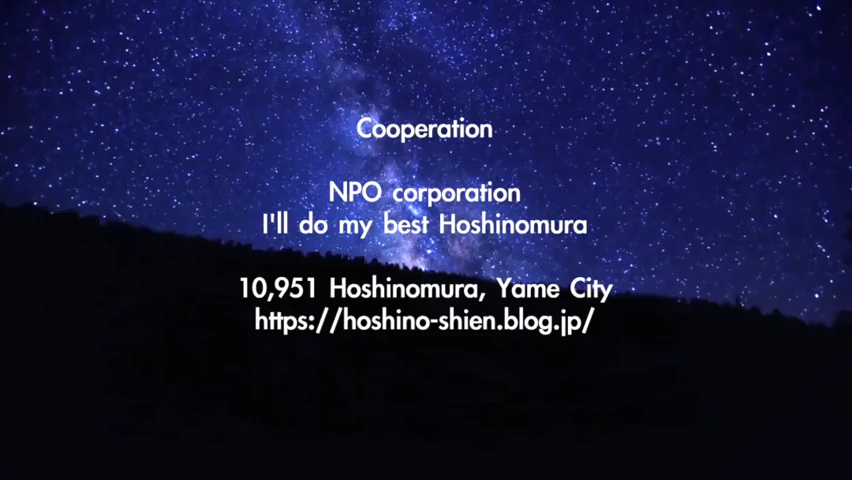 Cooperation
NPO corporation
I'll do my best Hoshinomura
10,951 Hoshinomura, Yame City
https://hoshino-shien.blog.jp/